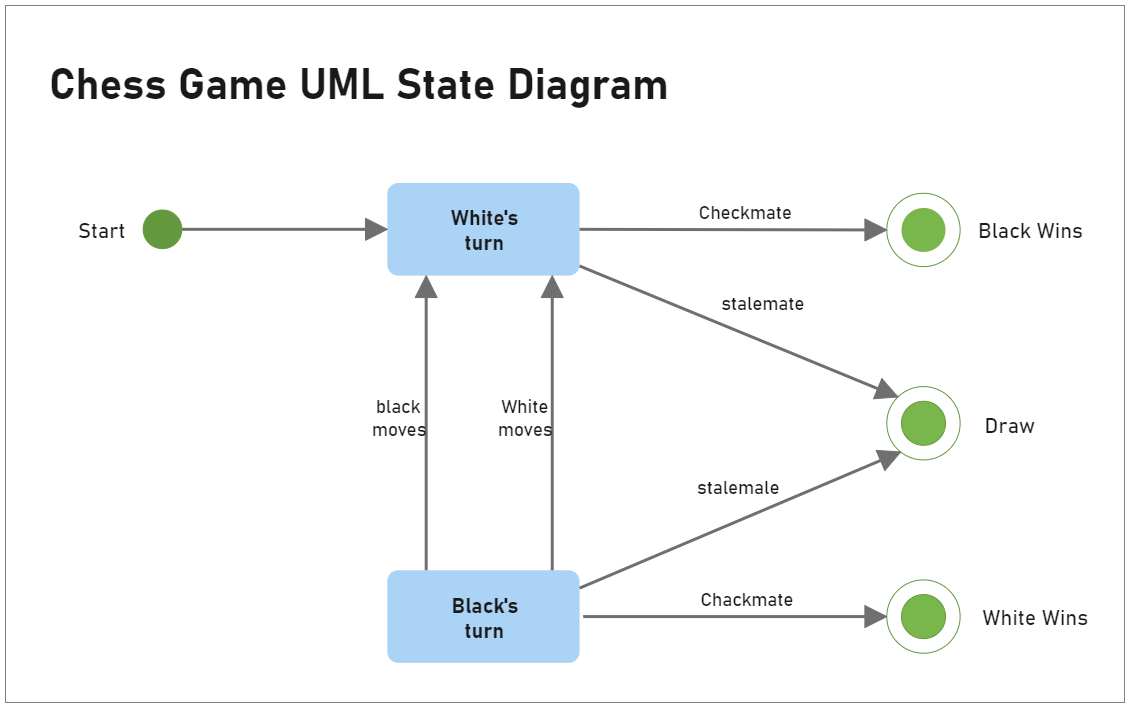 Chess Game UML State Diagram
Start
White's
turn
Checkmate
Black Wins
stalemate
black
moves
White
moves
Draw
stalemale
Black's
turn
Chackmate
White Wins